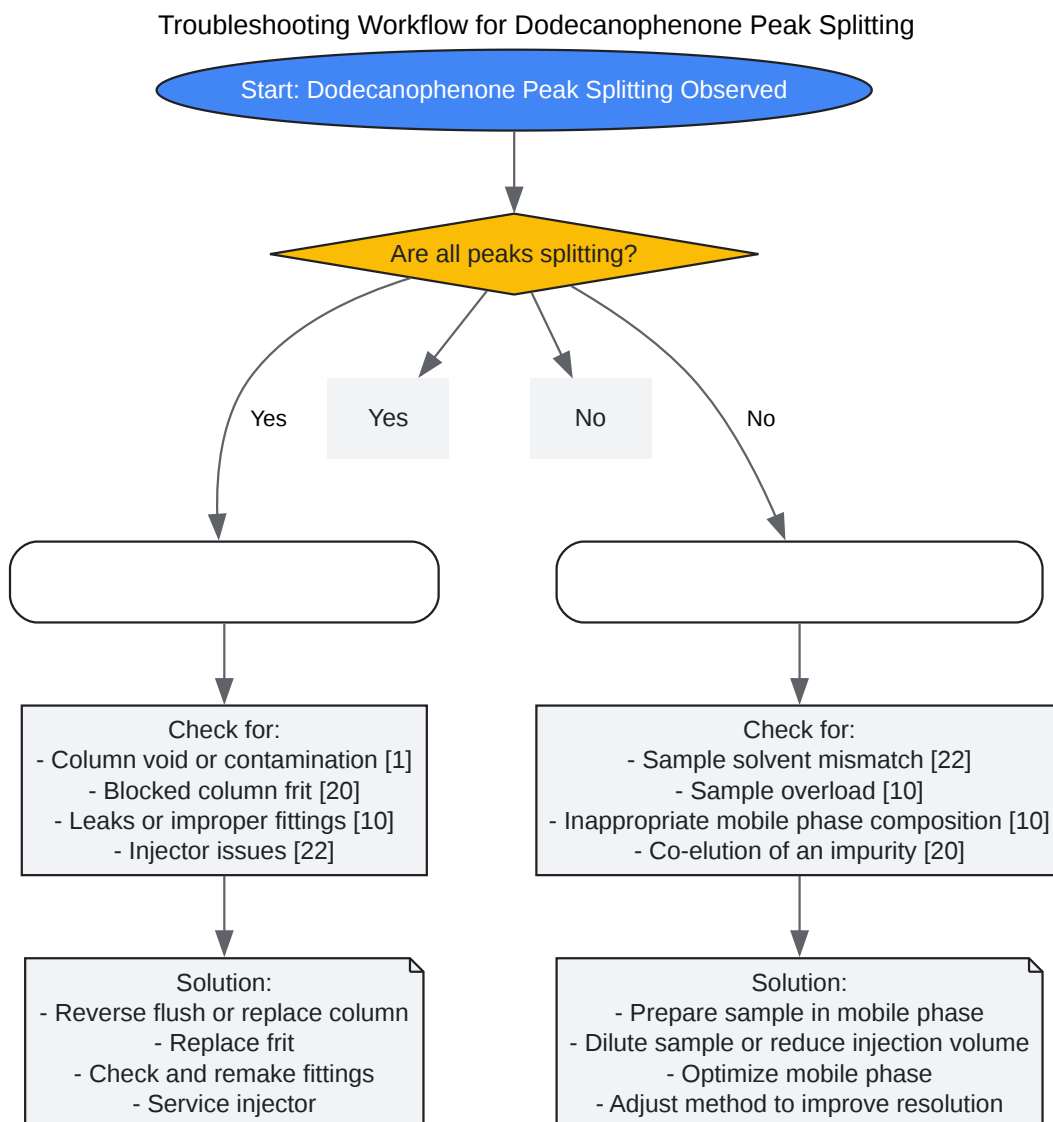 Troubleshooting Workflow for Dodecanophenone Peak Splitting
Start: Dodecanophenone Peak Splitting Observed
Are all peaks splitting?
Yes
Yes
No
No
Check for:
- Column void or contamination [1]
- Blocked column frit [20]
- Leaks or improper fittings [10]
- Injector issues [22]
Check for:
- Sample solvent mismatch [22]
- Sample overload [10]
- Inappropriate mobile phase composition [10]
- Co-elution of an impurity [20]
Solution:
- Reverse flush or replace column
- Replace frit
- Check and remake fittings
- Service injector
Solution:
- Prepare sample in mobile phase
- Dilute sample or reduce injection volume
- Optimize mobile phase
- Adjust method to improve resolution